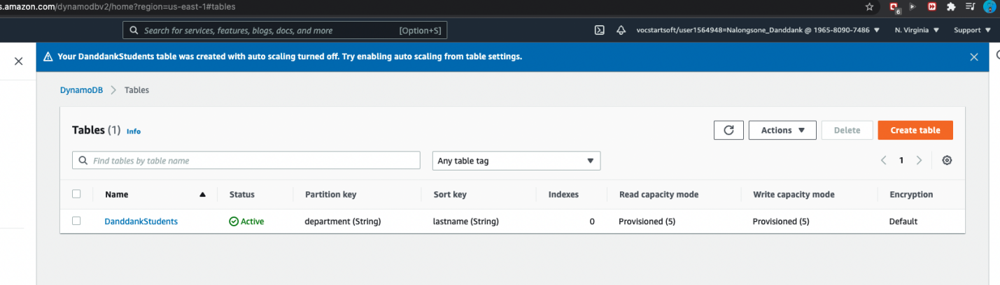 s.amazon.com/dynamodbv2/home?region=us-east-1#tables
6
Search for services, features, blogs, docs, and more [Option+S] vocstartsoft/user1564948=Nalongsone_Danddank @ 1965-8090-7486 N. Virginia Support
Your DanddankStudents table was created with auto scaling turned off. Try enabling auto scaling from table settings.
DynamoDB Tables
Tables (1) Info Actions Delete Create table
Find tables by table name Any table tag 1
Name Status Partition key Sort key Indexes Read capacity mode Write capacity mode Encryption
DanddankStudents Active department (String) lastname (String) 0 Provisioned (5) Provisioned (5) Default